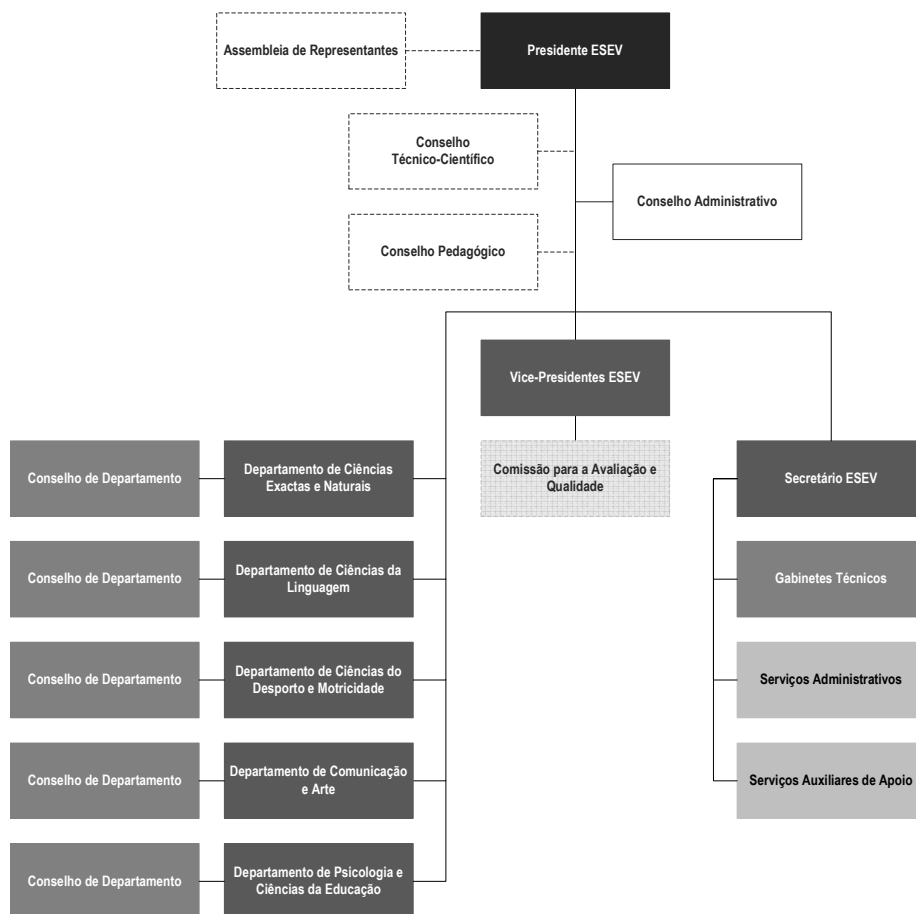 Assembleia de Representantes
Presidente ESEV
Conselho
Técnico-Científico
Conselho Administrativo
Conselho Pedagógico
Vice-Presidentes ESEV
Conselho de Departamento
Departamento de Ciências
Exactas e Naturais
Comissão para a Avaliação e
Qualidade
Secretário ESEV
Conselho de Departamento
Departamento de Ciências da
Linguagem
Gabinetes Técnicos
Conselho de Departamento
Departamento de Ciências do
Desporto e Motricidade
Serviços Administrativos
Conselho de Departamento
Departamento de Comunicação
e Arte
Serviços Auxiliares de Apoio
Conselho de Departamento
Departamento de Psicologia e
Ciências da Educação